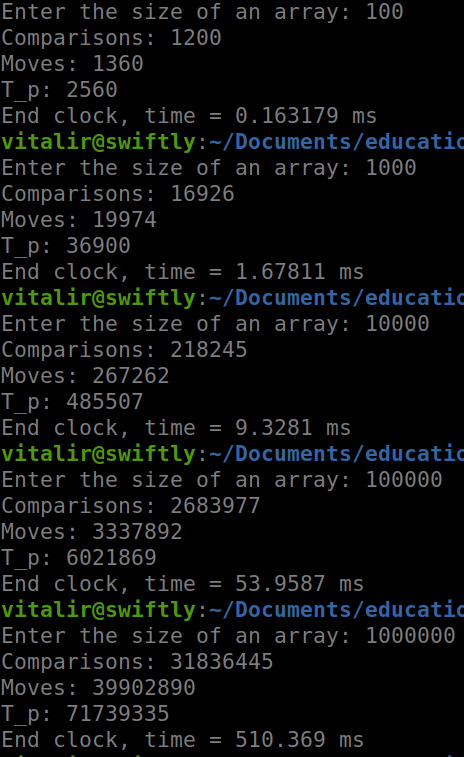 Enter the size of an array: 100
Comparisons: 1200
Moves: 1360
T_p: 2560
End clock, time = 0.163179 ms
vitalir@swiftly:~/Documents/educatio
Enter the size of an array: 1000
Comparisons: 16926
Moves: 19974
T_p: 36900
End clock, time = 1.67811 ms
vitalir@swiftly:~/Documents/educatio
Enter the size of an array: 10000
Comparisons: 218245
Moves: 267262
T_p: 485507
End clock, time = 9.3281 ms
vitalir@swiftly:~/Documents/educatio
Enter the size of an array: 100000
Comparisons: 2683977
Moves: 3337892
T_p: 6021869
End clock, time = 53.9587 ms
vitalir@swiftly:~/Documents/educatio
Enter the size of an array: 1000000
Comparisons: 31836445
Moves: 39902890
T_p: 71739335
End clock, time = 510.369 ms